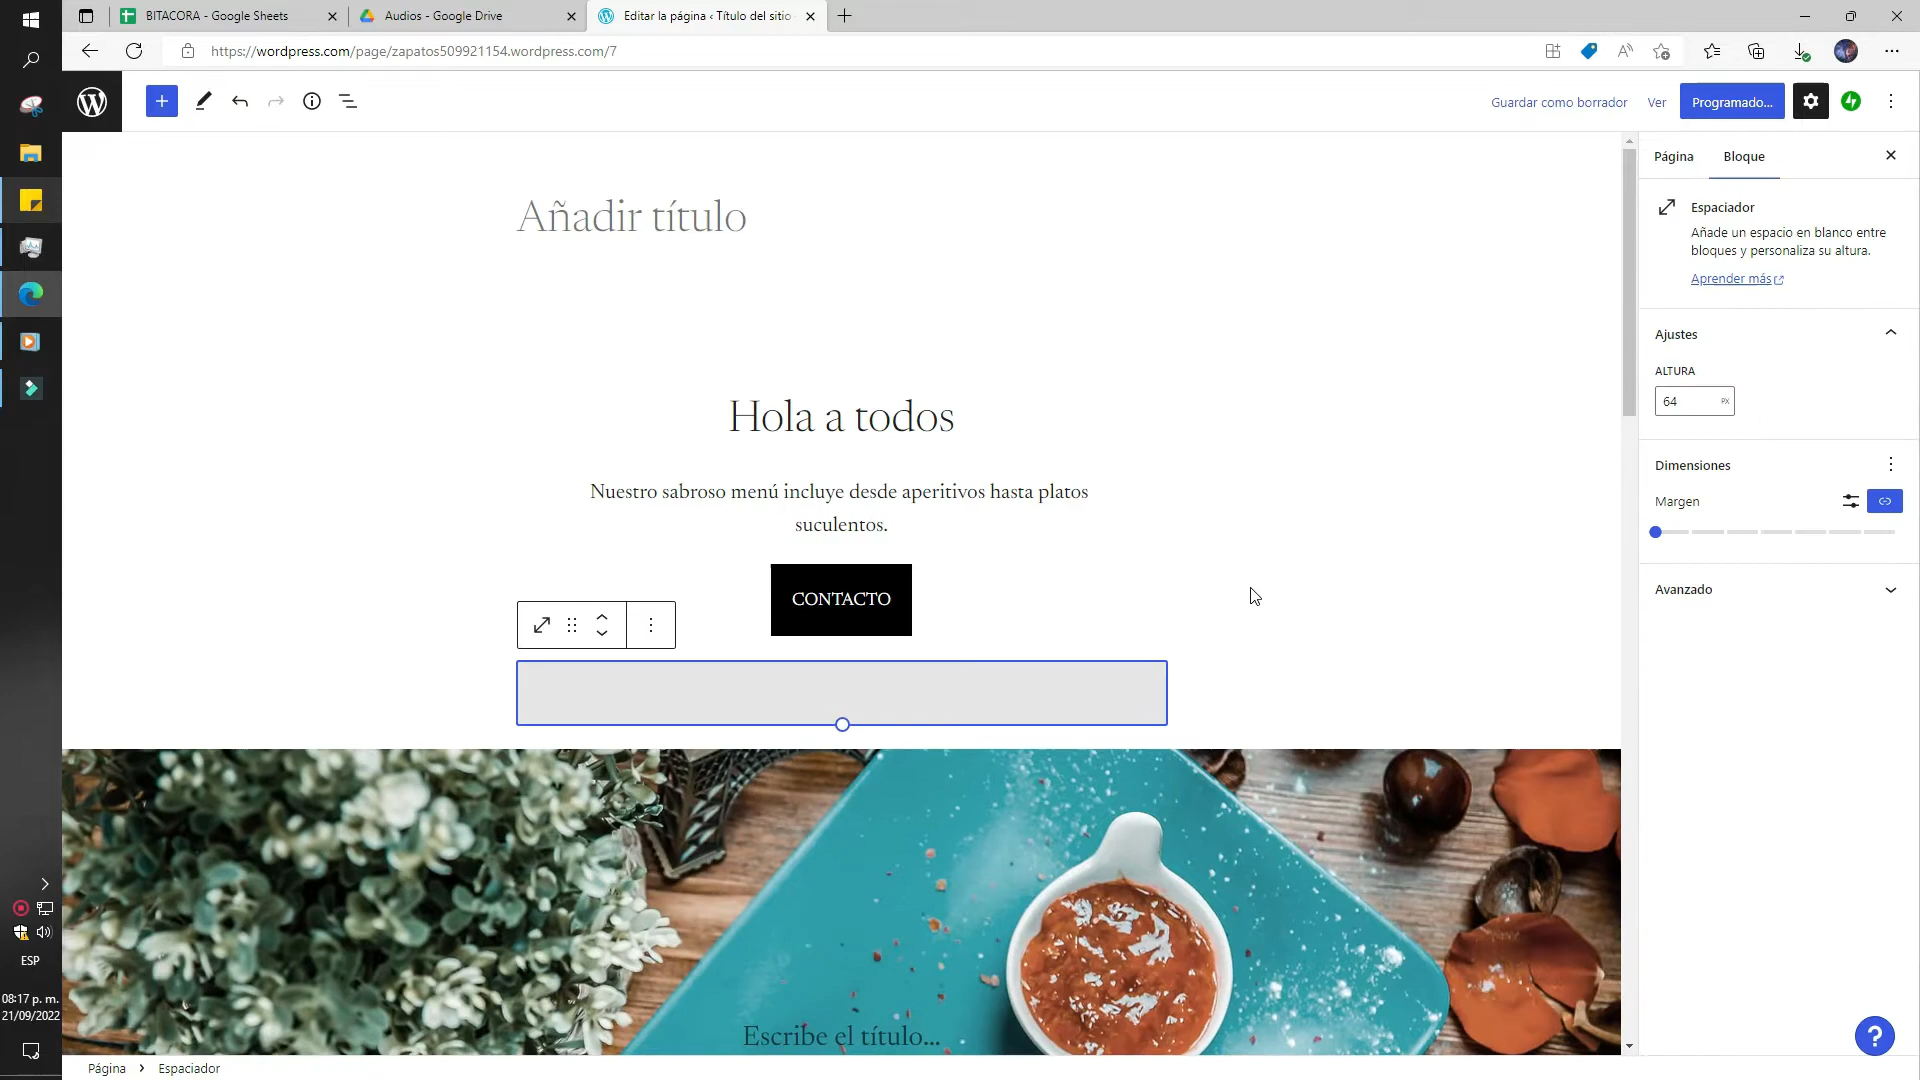 BITACORA - Google Sheets
Audios - Google Drive
Editar la página ‹ Título del sitio
https://wordpress.com/page/zapatos509921154.wordpress.com/7
Guardar como borrador
Ver
Programado...
Página
Bloque
Añadir título
Espaciador
Añade un espacio en blanco entre
bloques y personaliza su altura.
Aprender más
Ajustes
ALTURA
64
PX
Hola a todos
Dimensiones
Nuestro sabroso menú incluye desde aperitivos hasta platos
suculentos.
Margen
CONTACTO
Avanzado
ESP
08:17 p. m.
21/09/2022
Escribe el título...
?
Página
Espaciador